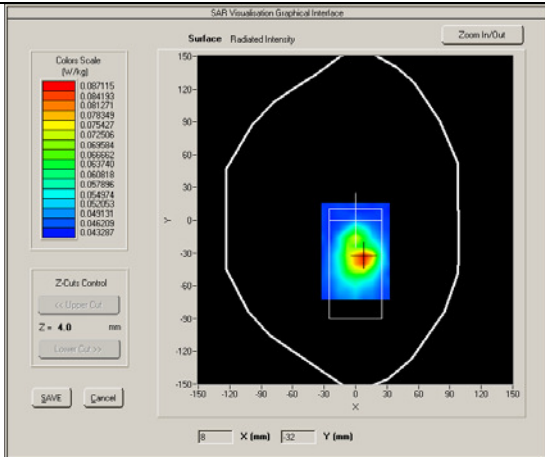 SAR Visualisation Graphical Interface
Surface Radiated Intensity
Zoom In/Out
Colors Scale
(W/kg)
0.087115
0.084193
0.081271
0.078349
0.075427
0.072506
0.069584
0.066662
0.063740
0.060818
0.057896
0.054974
0.052053
0.049131
0.046209
0.043287
150-
120-
90-
60-
30-
0-
-30-
-60-
-90-
-120-
-150-
Y
-150 -120 -90 -60 -30 0 30 60 90 120 150
X
Z-Cuts Control
<< Upper Cut
Z = 4.0 mm
Lower Cut >>
SAVE Cancel
8 X (mm) -32 Y (mm)